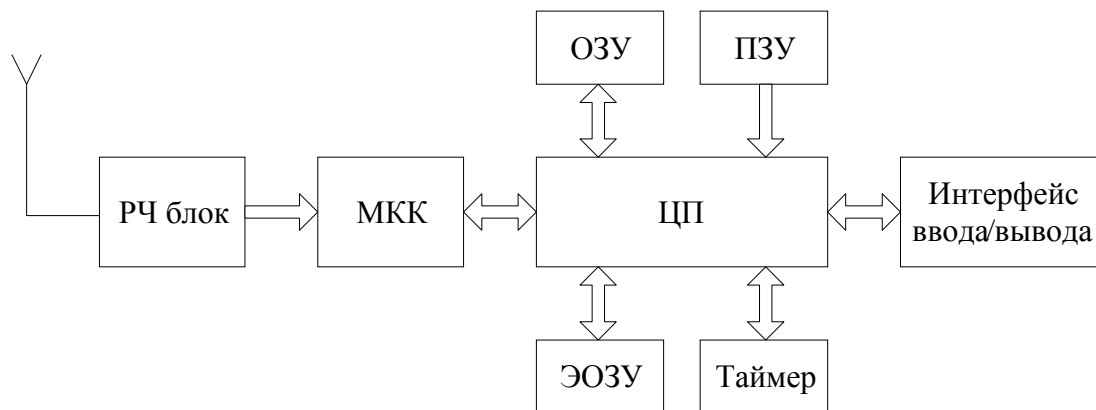 ОЗУ
ПЗУ
РЧ блок
МКК
ЦП
Интерфейс
ввода/вывода
ЭОЗУ
Таймер